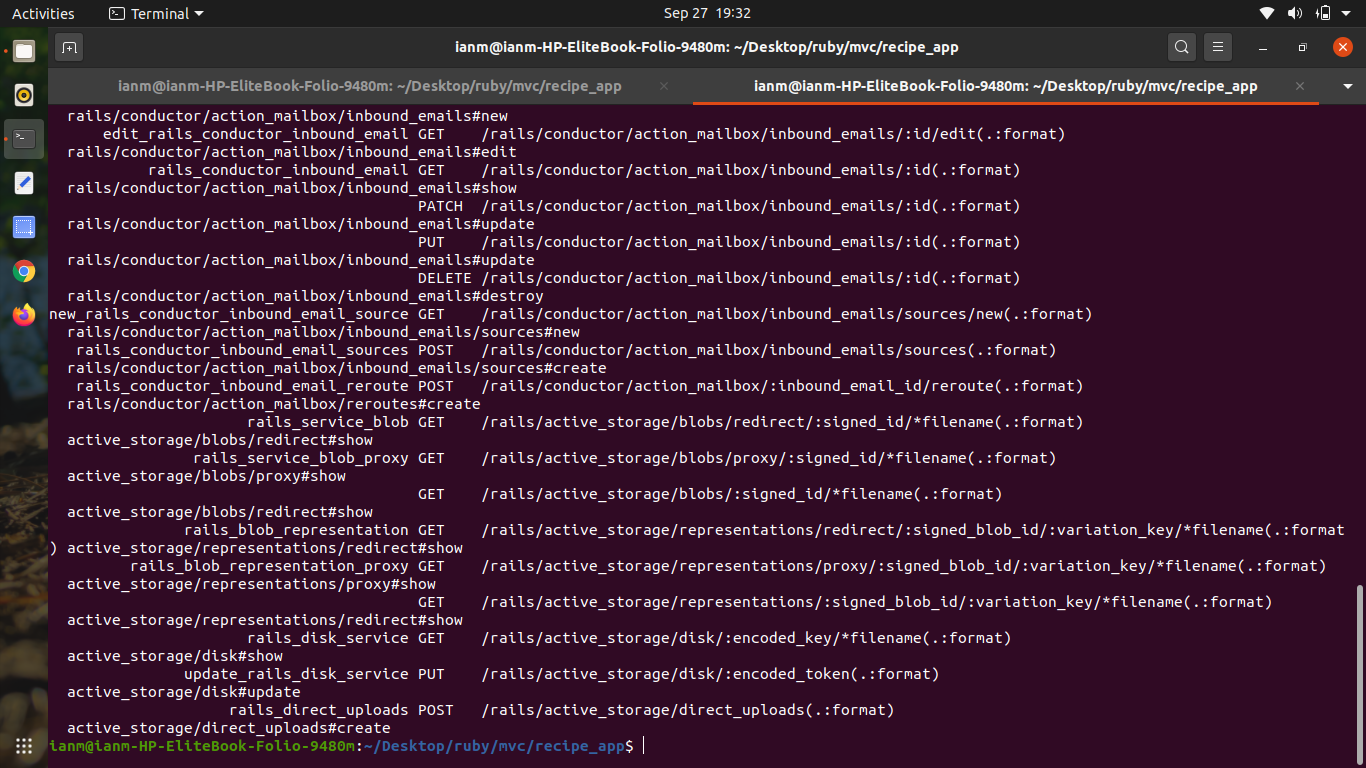 Activities Terminal Sep 27 19:32
ianm@ianm-HP-EliteBook-Folio-9480m: ~/Desktop/ruby/mvc/recipe_app
ianm@ianm-HP-EliteBook-Folio-9480m: ~/Desktop/ruby/mvc/recipe_app × ianm@ianm-HP-EliteBook-Folio-9480m: ~/Desktop/ruby/mvc/recipe_app ×
rails/conductor/action_mailbox/inbound_emails#new
edit_rails_conductor_inbound_email GET /rails/conductor/action_mailbox/inbound_emails/:id/edit(.:format)
rails/conductor/action_mailbox/inbound_emails#edit
rails_conductor_inbound_email GET /rails/conductor/action_mailbox/inbound_emails/:id(.:format)
rails/conductor/action_mailbox/inbound_emails#show
PATCH /rails/conductor/action_mailbox/inbound_emails/:id(.:format)
rails/conductor/action_mailbox/inbound_emails#update
PUT /rails/conductor/action_mailbox/inbound_emails/:id(.:format)
rails/conductor/action_mailbox/inbound_emails#update
DELETE /rails/conductor/action_mailbox/inbound_emails/:id(.:format)
rails/conductor/action_mailbox/inbound_emails#destroy
new_rails_conductor_inbound_email_source GET /rails/conductor/action_mailbox/inbound_emails/sources/new(.:format)
rails/conductor/action_mailbox/inbound_emails/sources#new
rails_conductor_inbound_email_sources POST /rails/conductor/action_mailbox/inbound_emails/sources(.:format)
rails/conductor/action_mailbox/inbound_emails/sources#create
rails_conductor_inbound_email_reroute POST /rails/conductor/action_mailbox/:inbound_email_id/reroute(.:format)
rails/conductor/action_mailbox/reroutes#create
rails_service_blob GET /rails/active_storage/blobs/redirect/:signed_id/*filename(.:format)
active_storage/blobs/redirect#show
rails_service_blob_proxy GET /rails/active_storage/blobs/proxy/:signed_id/*filename(.:format)
active_storage/blobs/proxy#show
GET /rails/active_storage/blobs/:signed_id/*filename(.:format)
active_storage/blobs/redirect#show
rails_blob_representation GET /rails/active_storage/representations/redirect/:signed_blob_id/:variation_key/*filename(.:format
) active_storage/representations/redirect#show
rails_blob_representation_proxy GET /rails/active_storage/representations/proxy/:signed_blob_id/:variation_key/*filename(.:format)
active_storage/representations/proxy#show
GET /rails/active_storage/representations/:signed_blob_id/:variation_key/*filename(.:format)
active_storage/representations/redirect#show
rails_disk_service GET /rails/active_storage/disk/:encoded_key/*filename(.:format)
active_storage/disk#show
update_rails_disk_service PUT /rails/active_storage/disk/:encoded_token(.:format)
active_storage/disk#update
rails_direct_uploads POST /rails/active_storage/direct_uploads(.:format)
active_storage/direct_uploads#create
ianm@ianm-HP-EliteBook-Folio-9480m:~/Desktop/ruby/mvc/recipe_app$